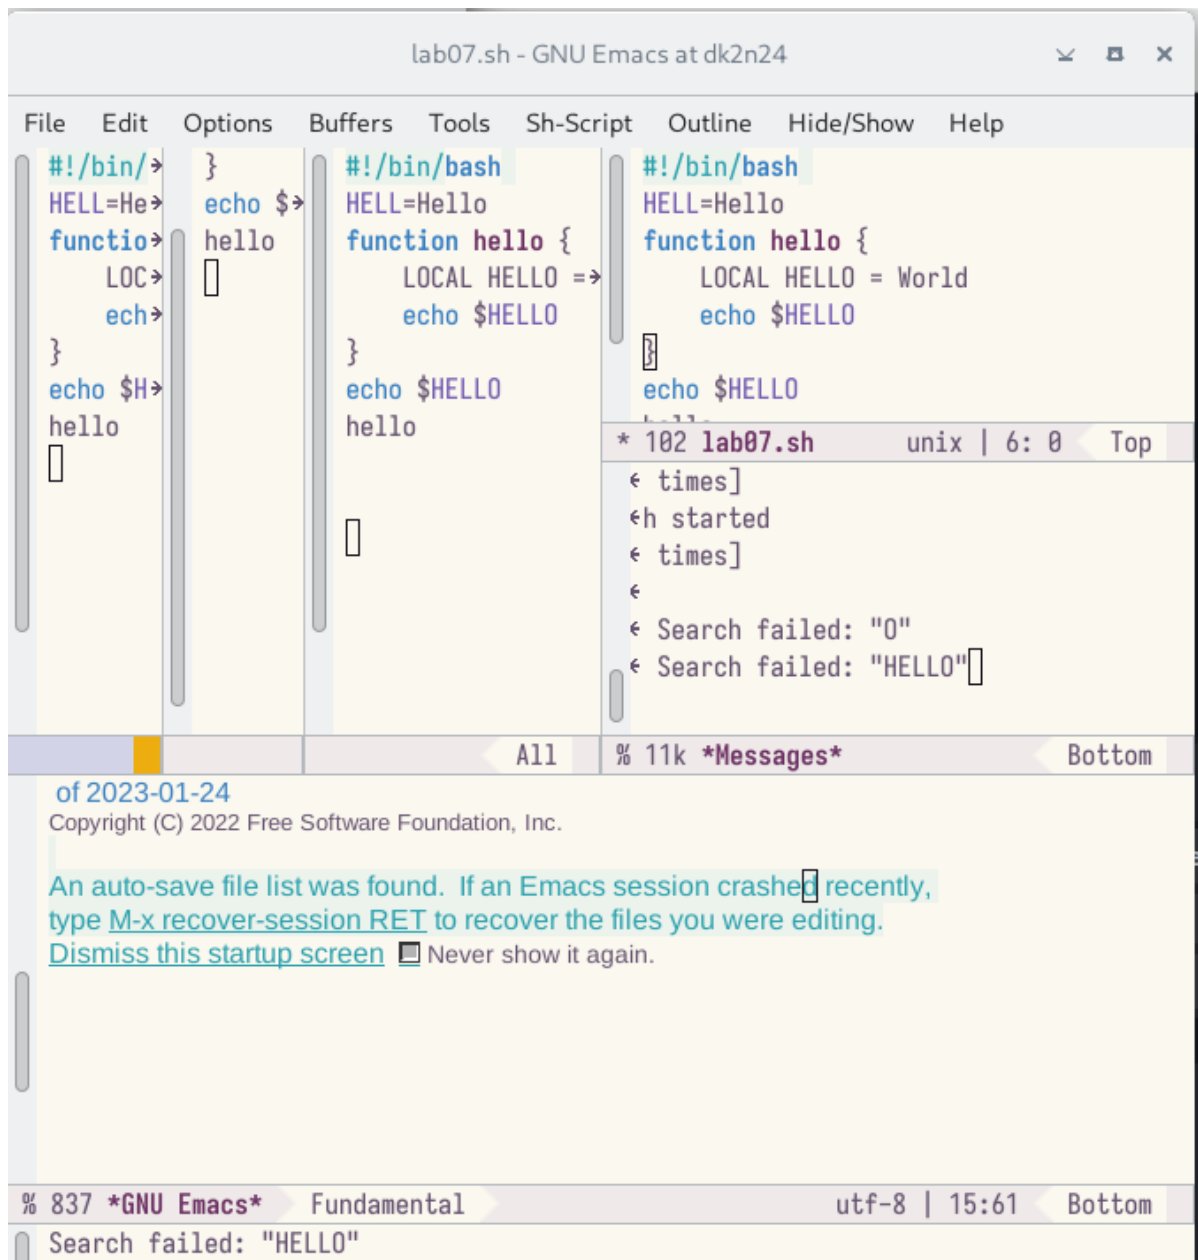 lab07.sh - GNU Emacs at dk2n24
File Edit Options Buffers Tools Sh-Script Outline Hide/Show Help
#!/bin/
HELL=He
functio
LOC
ech
}
echo $H
hello
}
echo $
hello
#!/bin/bash
HELL=Hello
function hello {
LOCAL HELLO =
echo $HELLO
}
echo $HELLO
hello
All
#!/bin/bash
HELL=Hello
function hello {
LOCAL HELLO = World
echo $HELLO
}
echo $HELLO
* 102 lab07.sh unix | 6: 0 Top
times]
h started
times]
Search failed: "O"
Search failed: "HELLO"
% 11k *Messages* Bottom
of 2023-01-24
Copyright (C) 2022 Free Software Foundation, Inc.
An auto-save file list was found. If an Emacs session crashed recently,
type M-x recover-session RET to recover the files you were editing.
Dismiss this startup screen Never show it again.
% 837 *GNU Emacs* Fundamental utf-8 | 15:61 Bottom
Search failed: "HELLO"